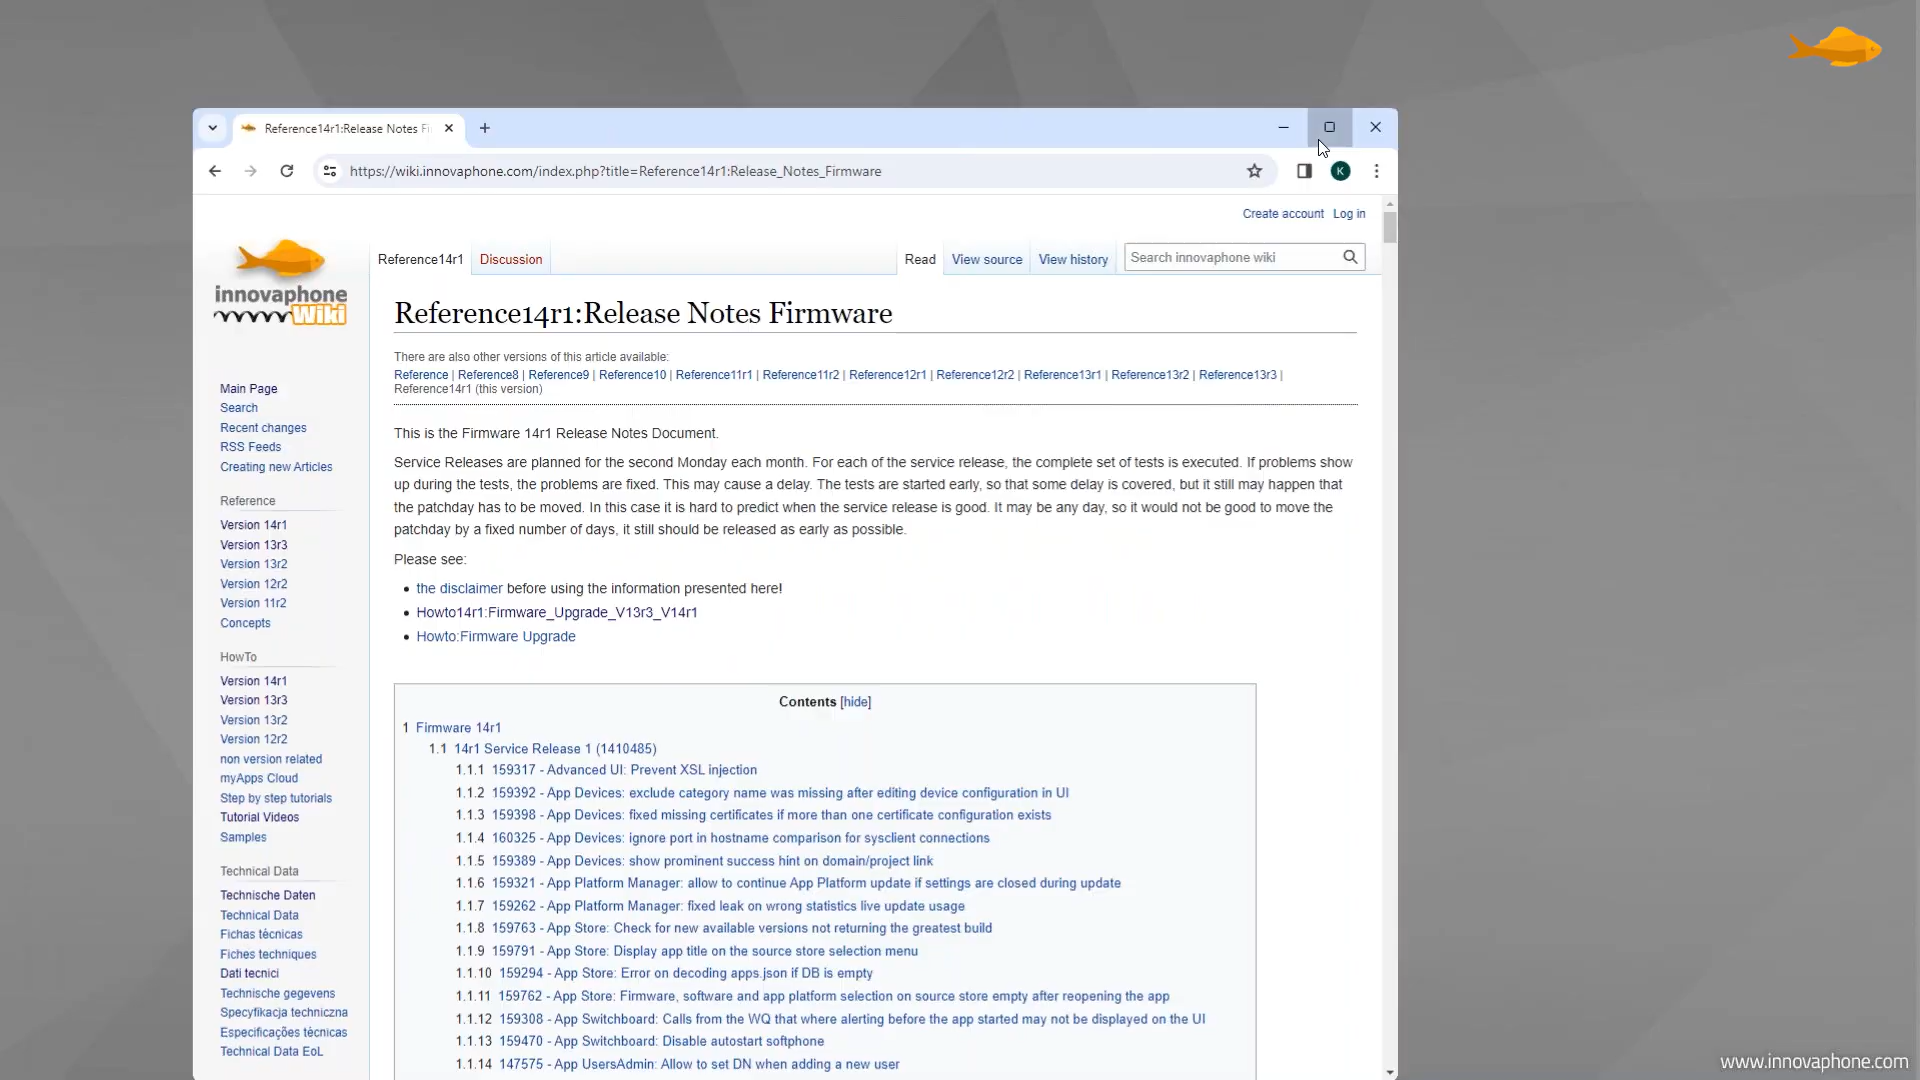 Reference14r1:Release Notes Fi
https://wiki.innovaphone.com/index.php?title=Reference14r1:Release_Notes_Firmware
K
Create account Log in
innovaphone
Wiki
Reference14r1 Discussion Read View source View history Search innovaphone wiki
Reference14r1:Release Notes Firmware
There are also other versions of this article available:
Reference | Reference8 | Reference9 | Reference10 | Reference11r1 | Reference11r2 | Reference12r1 | Reference12r2 | Reference13r1 | Reference13r2 | Reference13r3 |
Reference14r1 (this version)
This is the Firmware 14r1 Release Notes Document.
Service Releases are planned for the second Monday each month. For each of the service release, the complete set of tests is executed. If problems show
up during the tests, the problems are fixed. This may cause a delay. The tests are started early, so that some delay is covered, but it still may happen that
the patchday has to be moved. In this case it is hard to predict when the service release is good. It may be any day, so it would not be good to move the
patchday by a fixed number of days, it still should be released as early as possible.
Please see:
the disclaimer before using the information presented here!
Howto14r1:Firmware_Upgrade_V13r3_V14r1
Howto:Firmware Upgrade
Contents [hide]
1 Firmware 14r1
1.1 14r1 Service Release 1 (1410485)
1.1.1 159317 - Advanced UI: Prevent XSL injection
1.1.2 159392 - App Devices: exclude category name was missing after editing device configuration in UI
1.1.3 159398 - App Devices: fixed missing certificates if more than one certificate configuration exists
1.1.4 160325 - App Devices: ignore port in hostname comparison for sysclient connections
1.1.5 159389 - App Devices: show prominent success hint on domain/project link
1.1.6 159321 - App Platform Manager: allow to continue App Platform update if settings are closed during update
1.1.7 159262 - App Platform Manager: fixed leak on wrong statistics live update usage
1.1.8 159763 - App Store: Check for new available versions not returning the greatest build
1.1.9 159791 - App Store: Display app title on the source store selection menu
1.1.10 159294 - App Store: Error on decoding apps.json if DB is empty
1.1.11 159762 - App Store: Firmware, software and app platform selection on source store empty after reopening the app
1.1.12 159308 - App Switchboard: Calls from the WQ that where alerting before the app started may not be displayed on the UI
1.1.13 159470 - App Switchboard: Disable autostart softphone
1.1.14 147575 - App UsersAdmin: Allow to set DN when adding a new user
Main Page
Search
Recent changes
RSS Feeds
Creating new Articles
Reference
Version 14r1
Version 13r3
Version 13r2
Version 12r2
Version 11r2
Concepts
HowTo
Version 14r1
Version 13r3
Version 13r2
Version 12r2
non version related
myApps Cloud
Step by step tutorials
Tutorial Videos
Samples
Technical Data
Technische Daten
Technical Data
Fichas técnicas
Fiches techniques
Dati tecnici
Technische gegevens
Specyfikacja techniczna
Especificações técnicas
Technical Data EoL
www.innovaphone.com